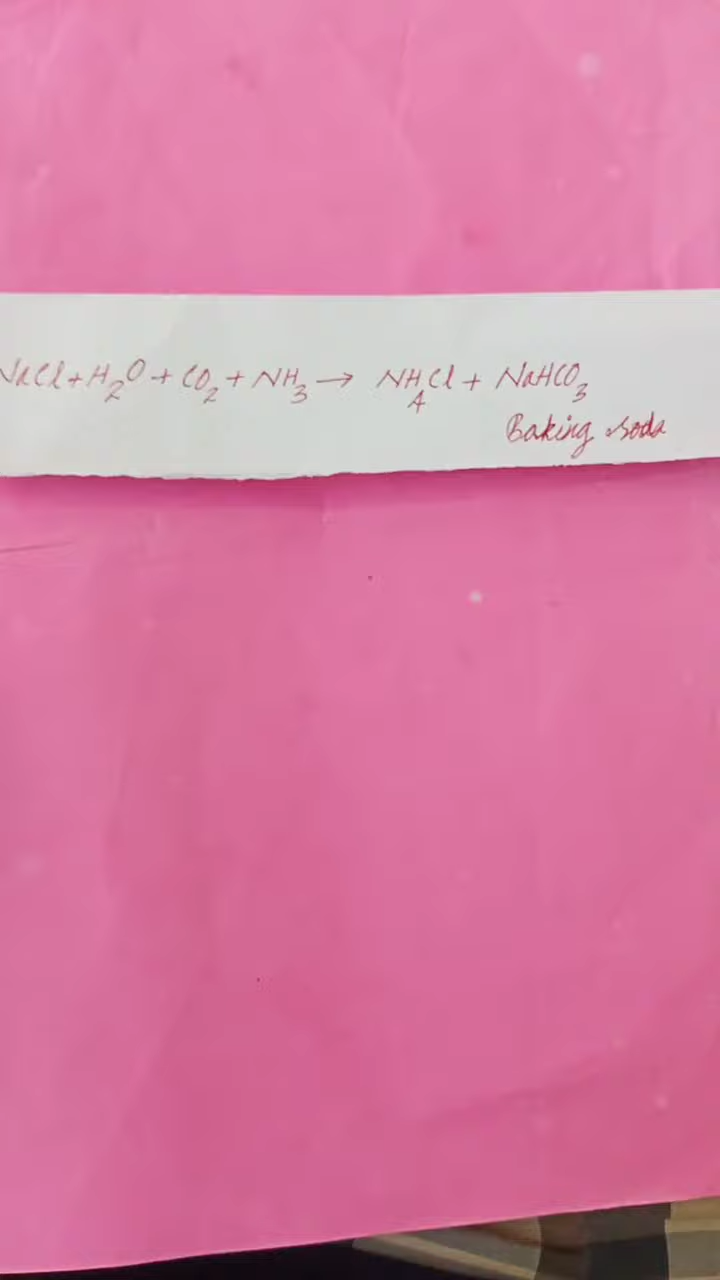 NaCl + H₂O + CO₂ + NH₃ → NH₄Cl + NaHCO₃
Baking soda